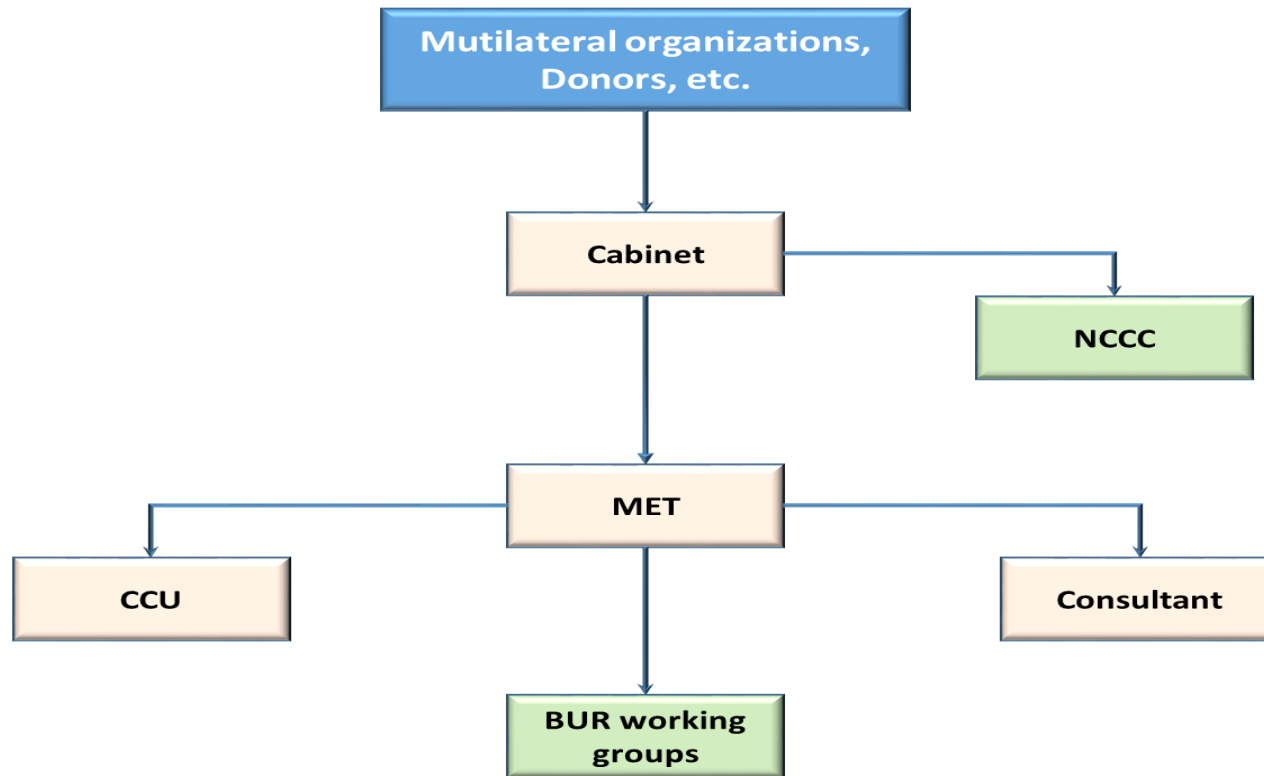 Mutilateral organizations,
Donors, etc.
Cabinet
NCCC
MET
CCU
Consultant
BUR working
groups